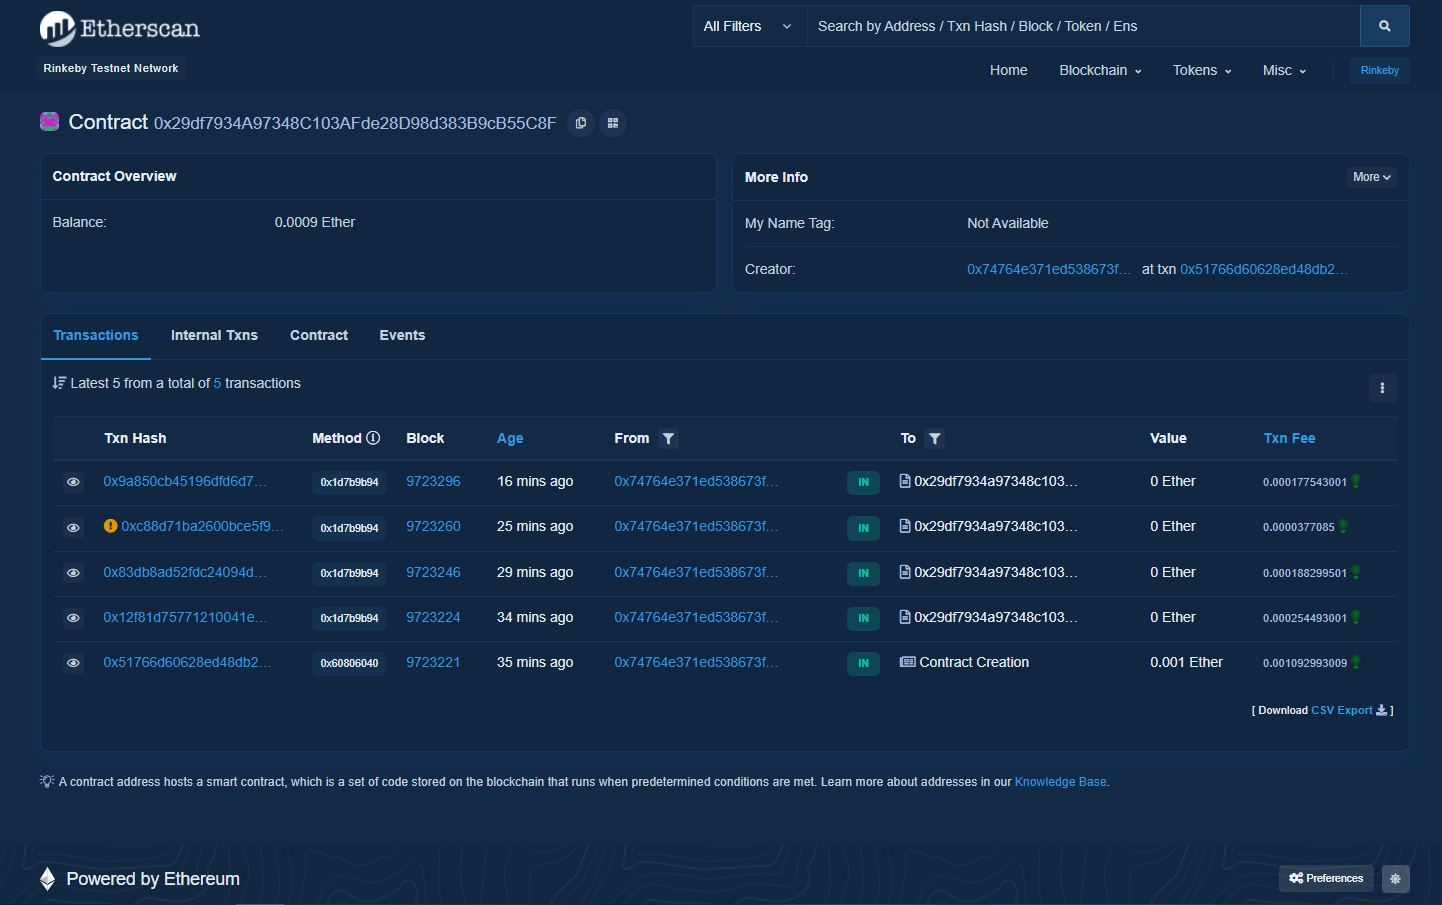 Etherscan
All Filters
Search by Address / Txn Hash / Block / Token / Ens
Rinkeby Testnet Network
Home Blockchain Tokens Misc Rinkeby
Contract 0x29df7934A97348C103AFde28D98d383B9cB55C8F
Contract Overview
Balance: 0.0009 Ether
More Info More
My Name Tag: Not Available
Creator: 0x74764e371ed538673f... at txn 0x51766d60628ed48db2...
Transactions Internal Txns Contract Events
Latest 5 from a total of 5 transactions
Txn Hash Method Block Age From To Value Txn Fee
0x9a850cb45196dfd6d7... 0x1d7b9b94 9723296 16 mins ago 0x74764e371ed538673f... IN 0x29df7934a97348c103... 0 Ether 0.000177543001
0xc88d71ba2600bce5f9... 0x1d7b9b94 9723260 25 mins ago 0x74764e371ed538673f... IN 0x29df7934a97348c103... 0 Ether 0.0000377085
0x83db8ad52fdc24094d... 0x1d7b9b94 9723246 29 mins ago 0x74764e371ed538673f... IN 0x29df7934a97348c103... 0 Ether 0.000188299501
0x12f81d75771210041e... 0x1d7b9b94 9723224 34 mins ago 0x74764e371ed538673f... IN 0x29df7934a97348c103... 0 Ether 0.000254493001
0x51766d60628ed48db2... 0x60806040 9723221 35 mins ago 0x74764e371ed538673f... IN Contract Creation 0.001 Ether 0.001092993009
[ Download CSV Export ]
A contract address hosts a smart contract, which is a set of code stored on the blockchain that runs when predetermined conditions are met. Learn more about addresses in our Knowledge Base.
Powered by Ethereum
Preferences